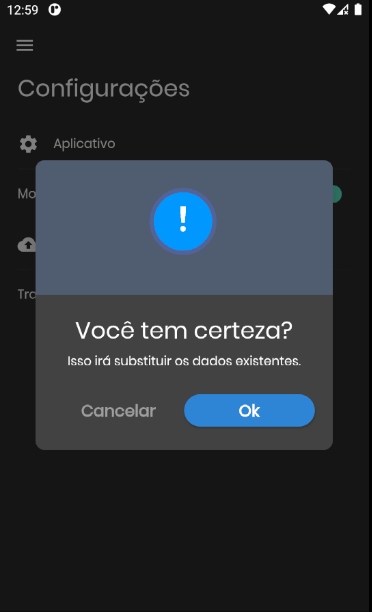 12:59
Configurações
Aplicativo
Mo
!
Tra
Você tem certeza?
Isso irá substituir os dados existentes.
Cancelar
Ok